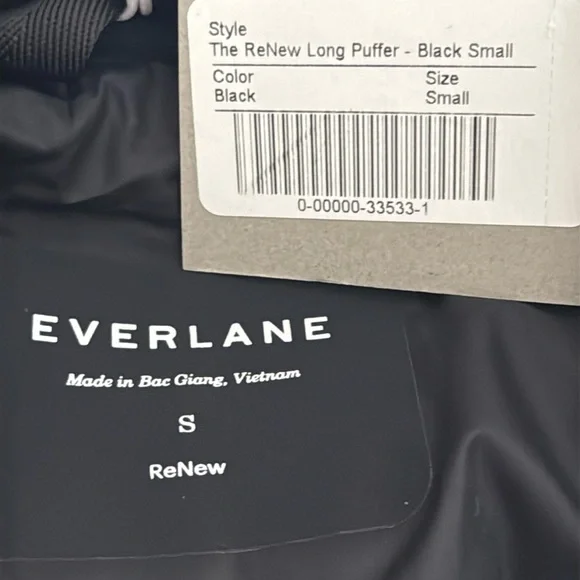 Style
The ReNew Long Puffer - Black Small
Color Size
Black Small
0-00000-33533-1
EVERLANE
Made in Bac Giang, Vietnam
S
ReNew